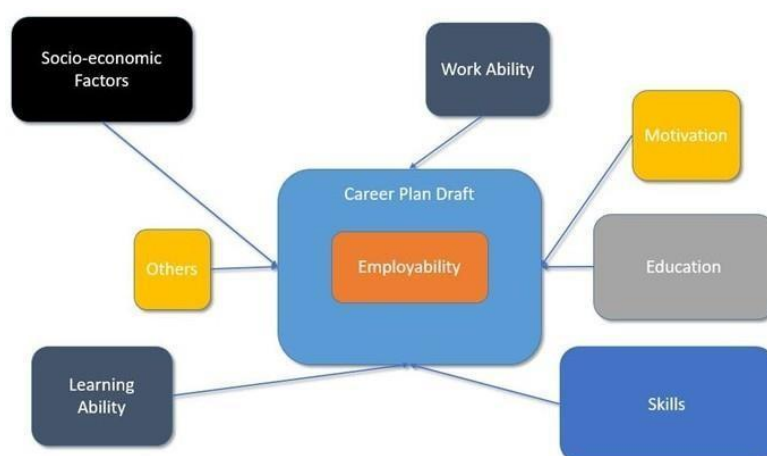 Socio-economic
Factors
Work Ability
Motivation
Career Plan Draft
Others
Employability
Education
Learning
Ability
Skills